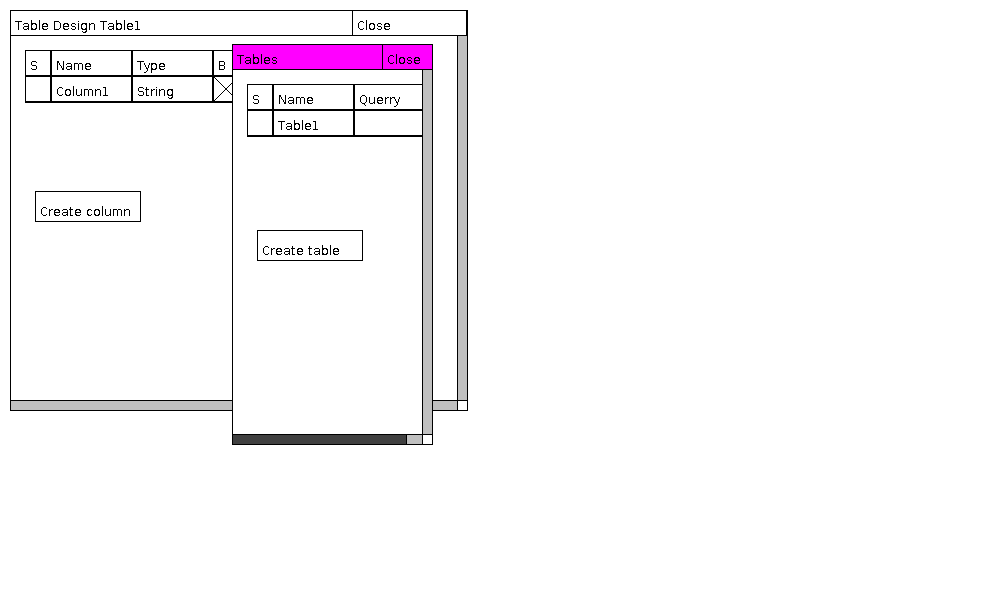 Table Design Table1 Close
S Name Type B
Column1 String
Create column
Tables Close
S Name Querry
Table1
Create table